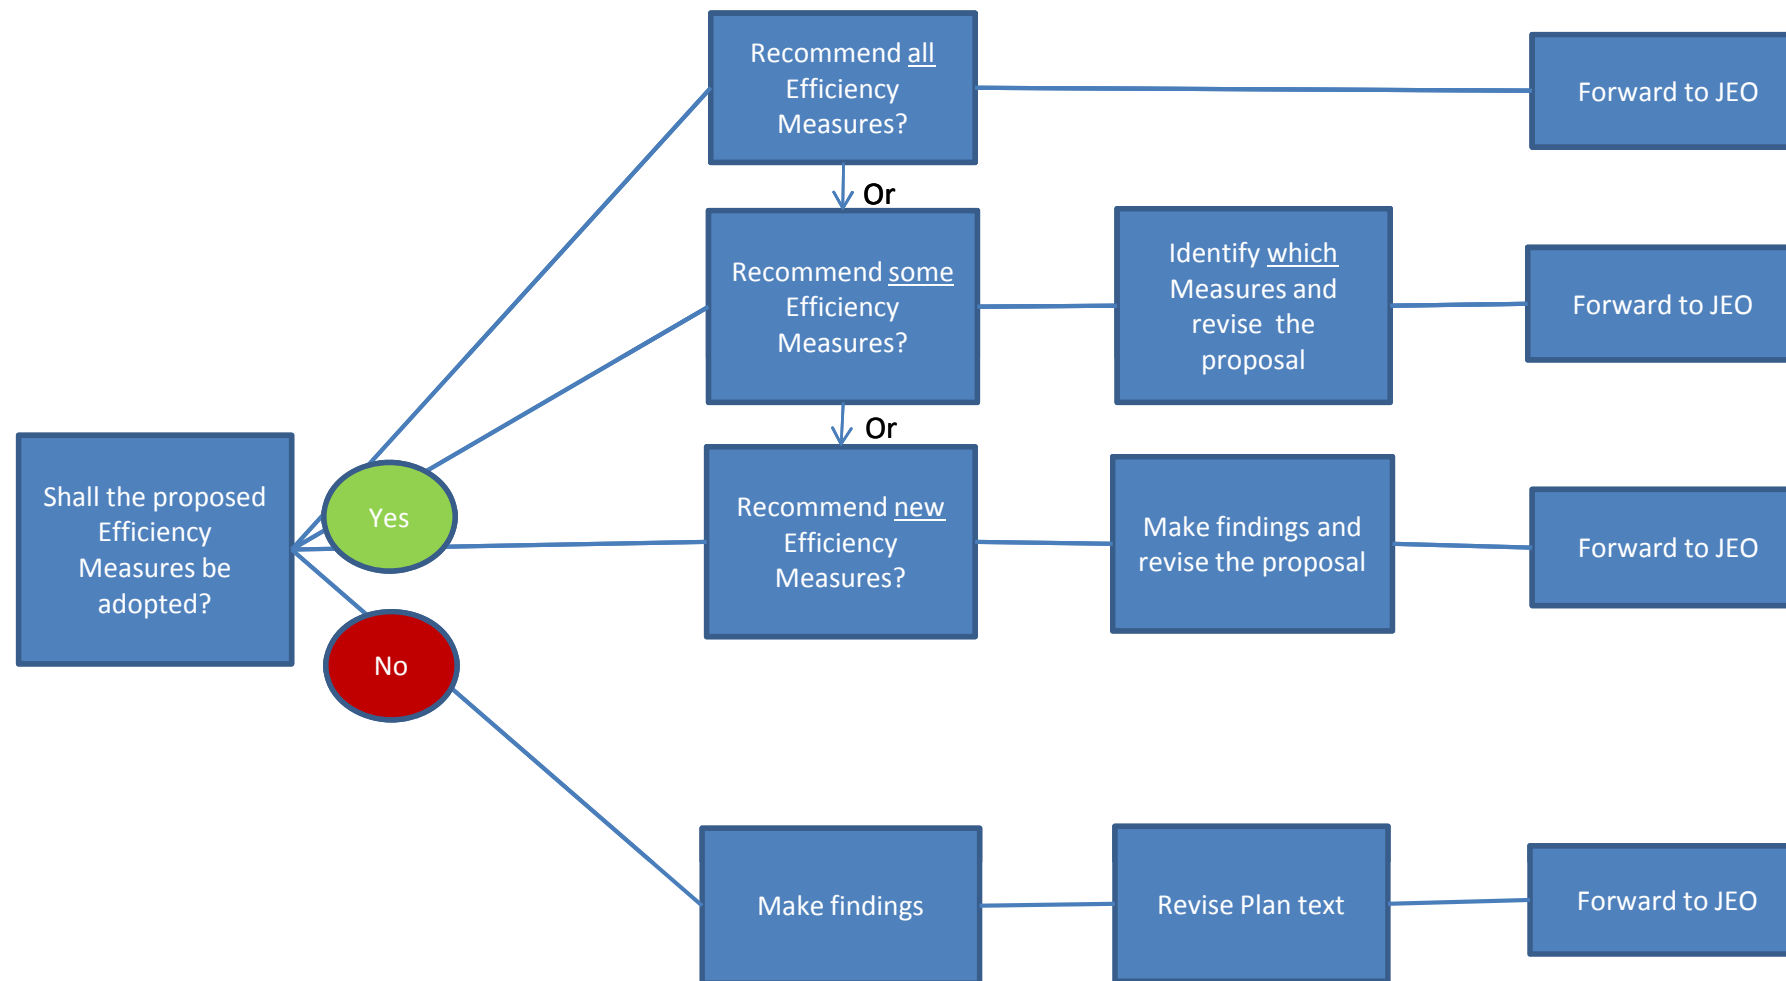 Recommend all
Efficiency
Measures?
Forward to JEO
Or
Recommend some
Efficiency
Measures?
Identify which
Measures and
revise  the
proposal
Forward to JEO
Or
Shall the proposed
Efficiency
Measures be
adopted?
Yes
Recommend new
Efficiency
Measures?
Make findings and
revise the proposal
Forward to JEO
No
Make findings
Revise Plan text
Forward to JEO